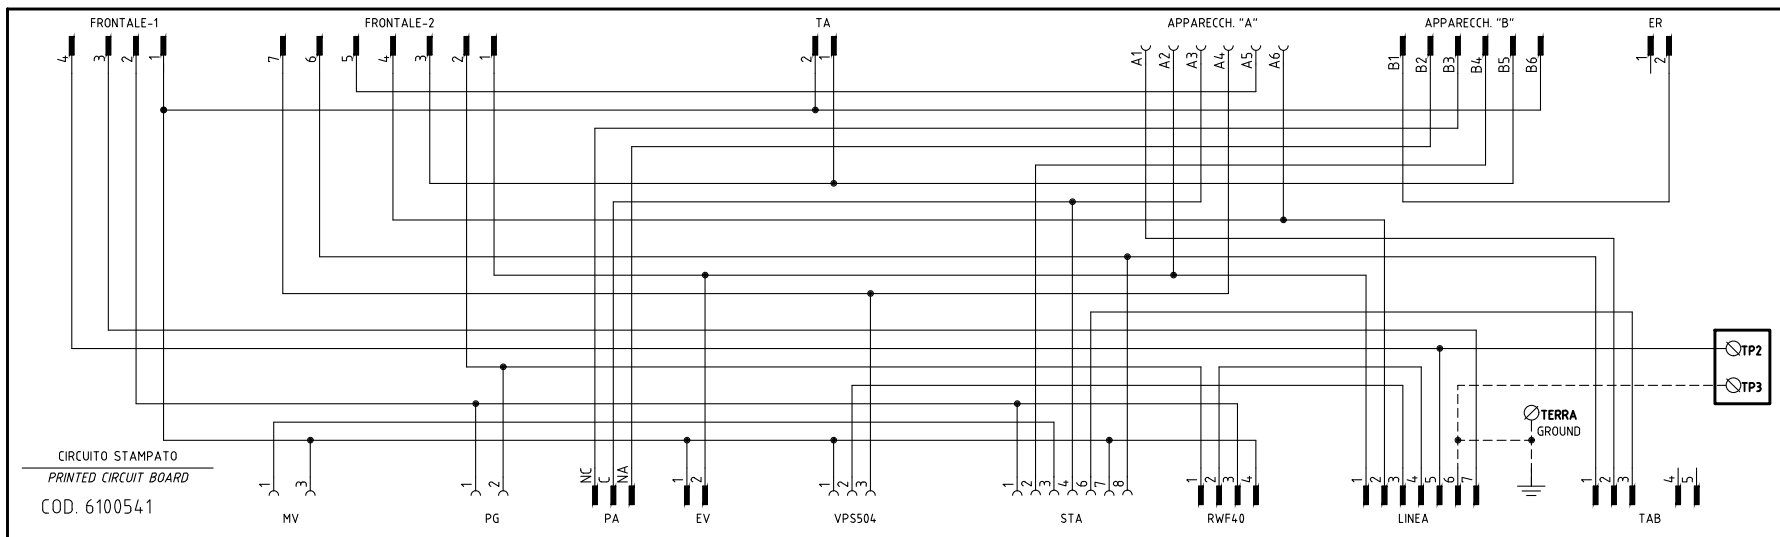 FRONTALE-1 FRONTALE-2 TA APPARECCH. "A" APPARECCH. "B" ER
4 3 2 1 7 6 5 4 3 2 1 2 1 A1 A2 A3 A4 A5 A6 B1 B2 B3 B4 B5 B6 1 2
TP2
TP3
TERRA
GROUND
CIRCUITO STAMPATO
PRINTED CIRCUIT BOARD
COD. 6100541
1 3 1 2 NC C NA 1 2 1 2 3 1 2 3 4 6 7 8 1 2 3 4 1 2 3 4 5 6 7 1 2 3 4 5
MV PG PA EV VPS504 STA RWF40 LINEA TAB